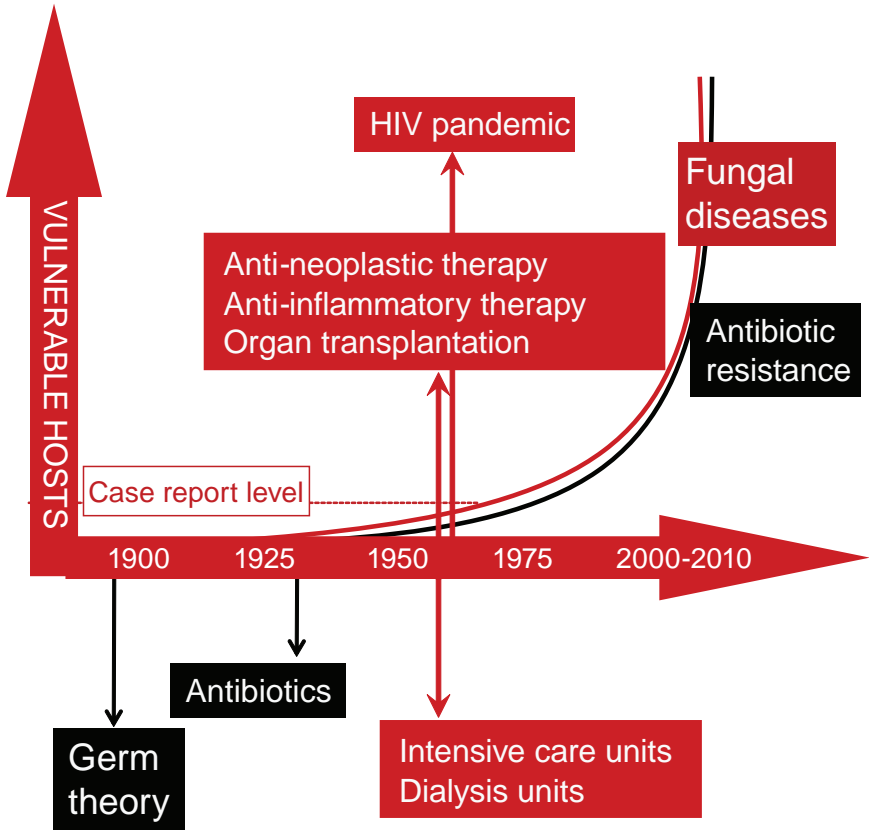 HIV pandemic
Fungal
diseases
VULNERABLE HOSTS
Anti-neoplastic therapy
Anti-inflammatory therapy
Organ transplantation
Antibiotic
resistance
Case report level
1900 1925 1950 1975 2000-2010
Antibiotics
Germ
theory
Intensive care units
Dialysis units